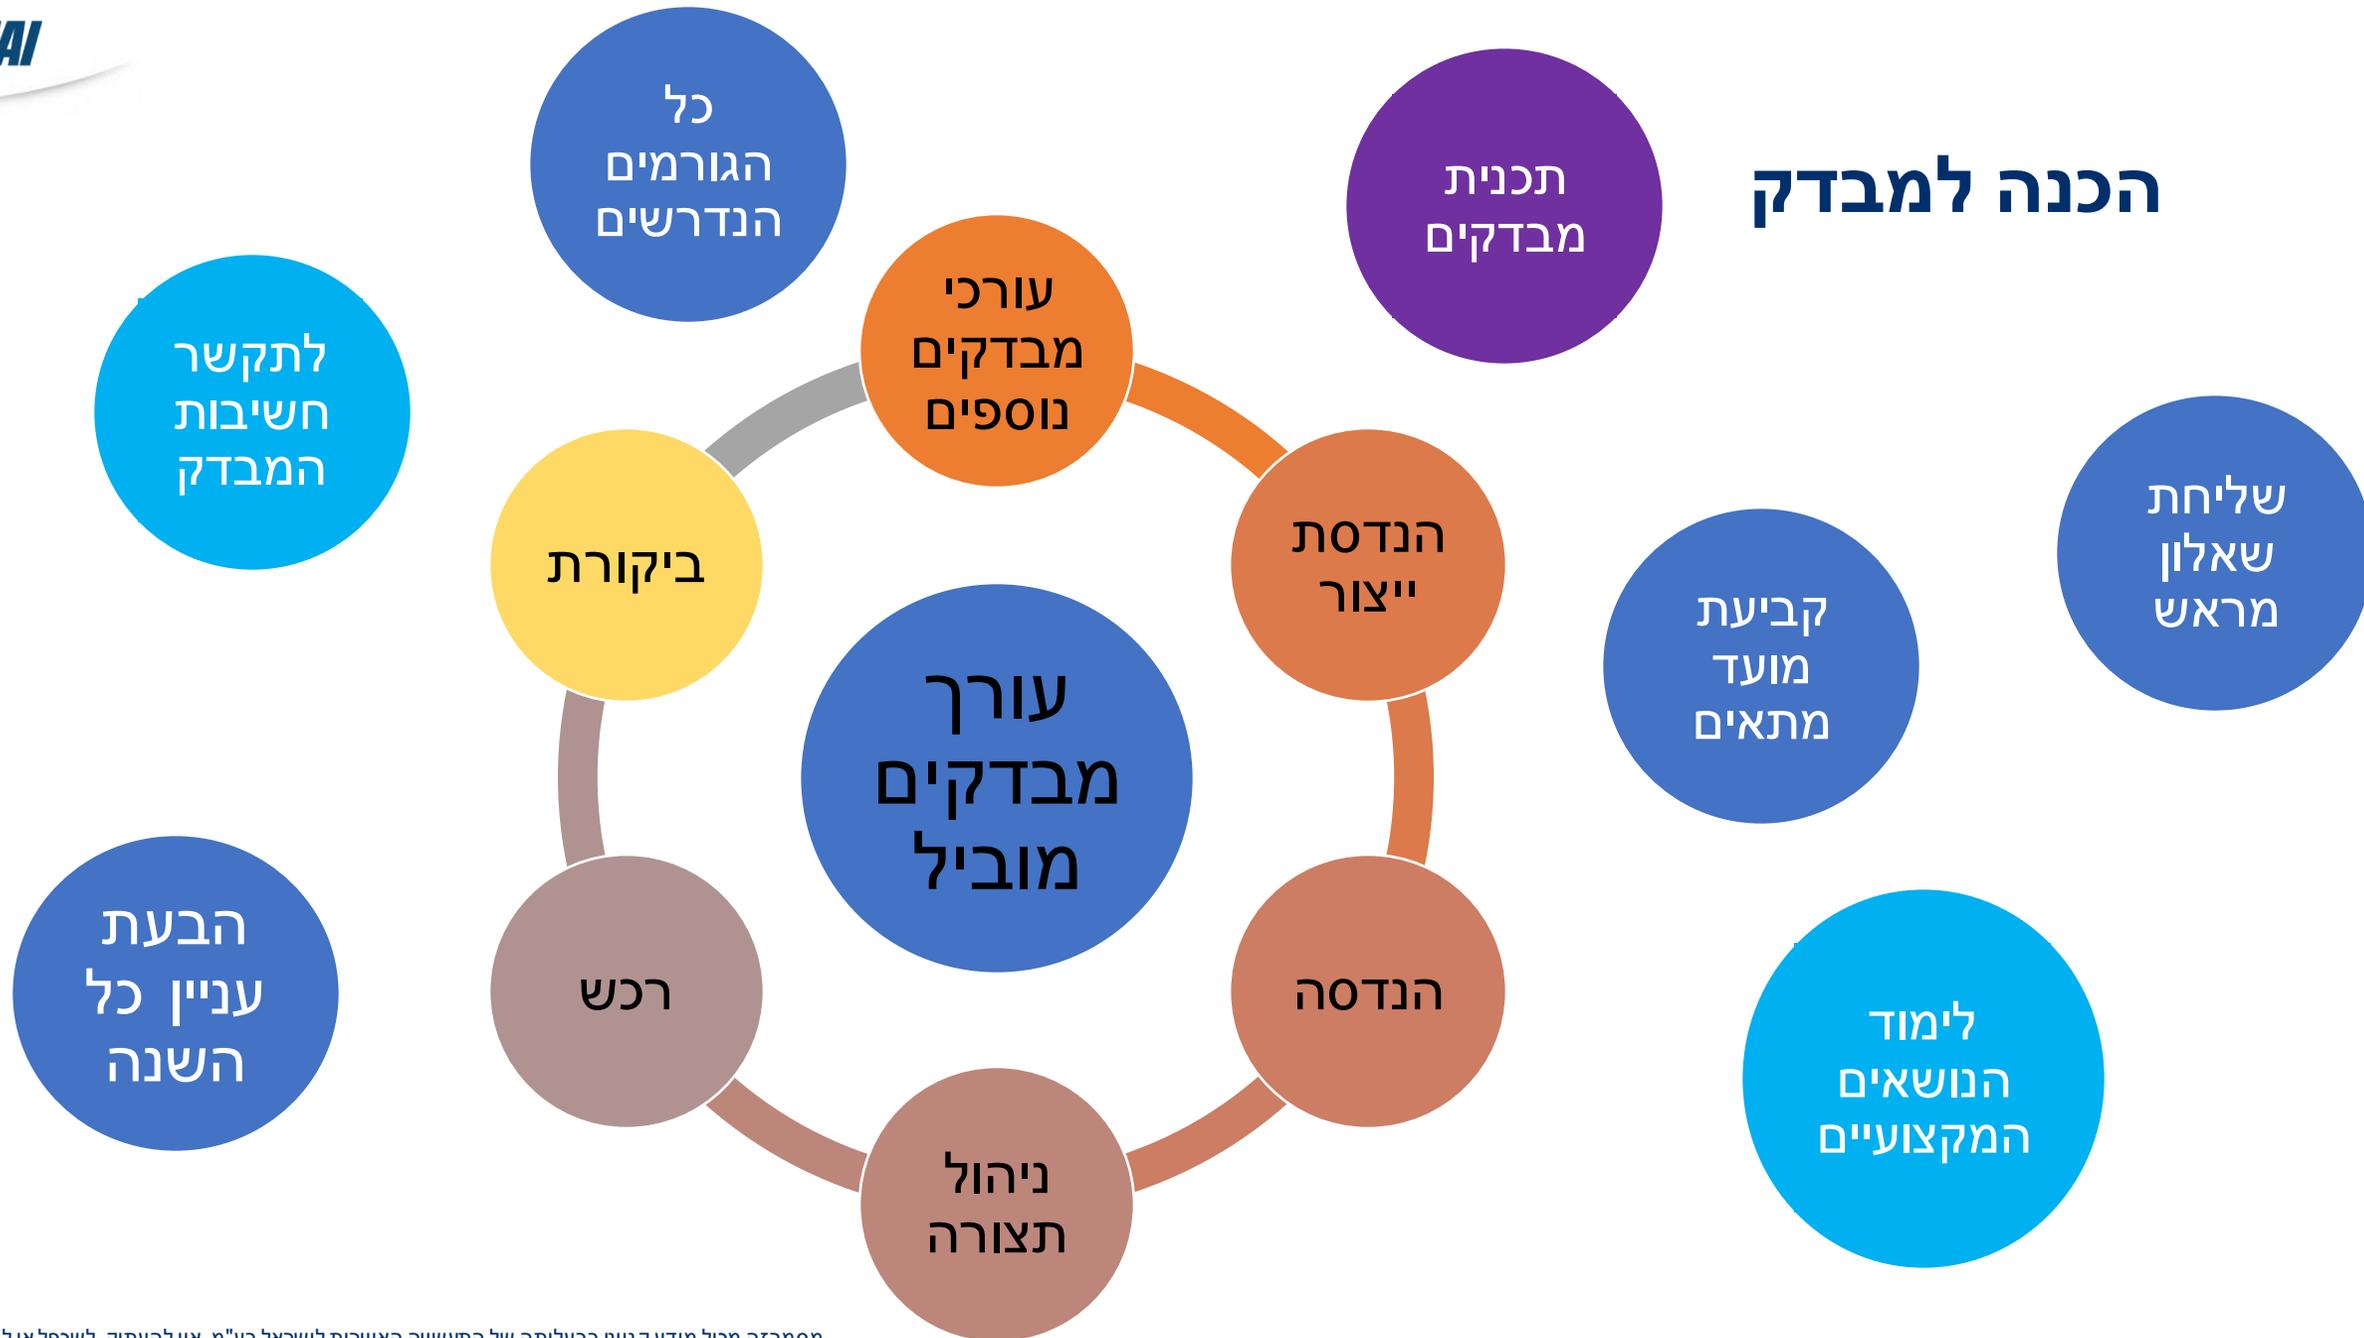 הכנה למבדק
תכנית
מבדקים
כל
הגורמים
הנדרשים
לתקשר
חשיבות
המבדק
שליחת
שאלון
מראש
קביעת
מועד
מתאים
לימוד
הנושאים
המקצועיים
הבעת
עניין כל
השנה
עורך
מבדקים
מוביל
עורכי
מבדקים
נוספים
הנדסת
ייצור
הנדסה
ניהול
תצורה
רכש
ביקורת